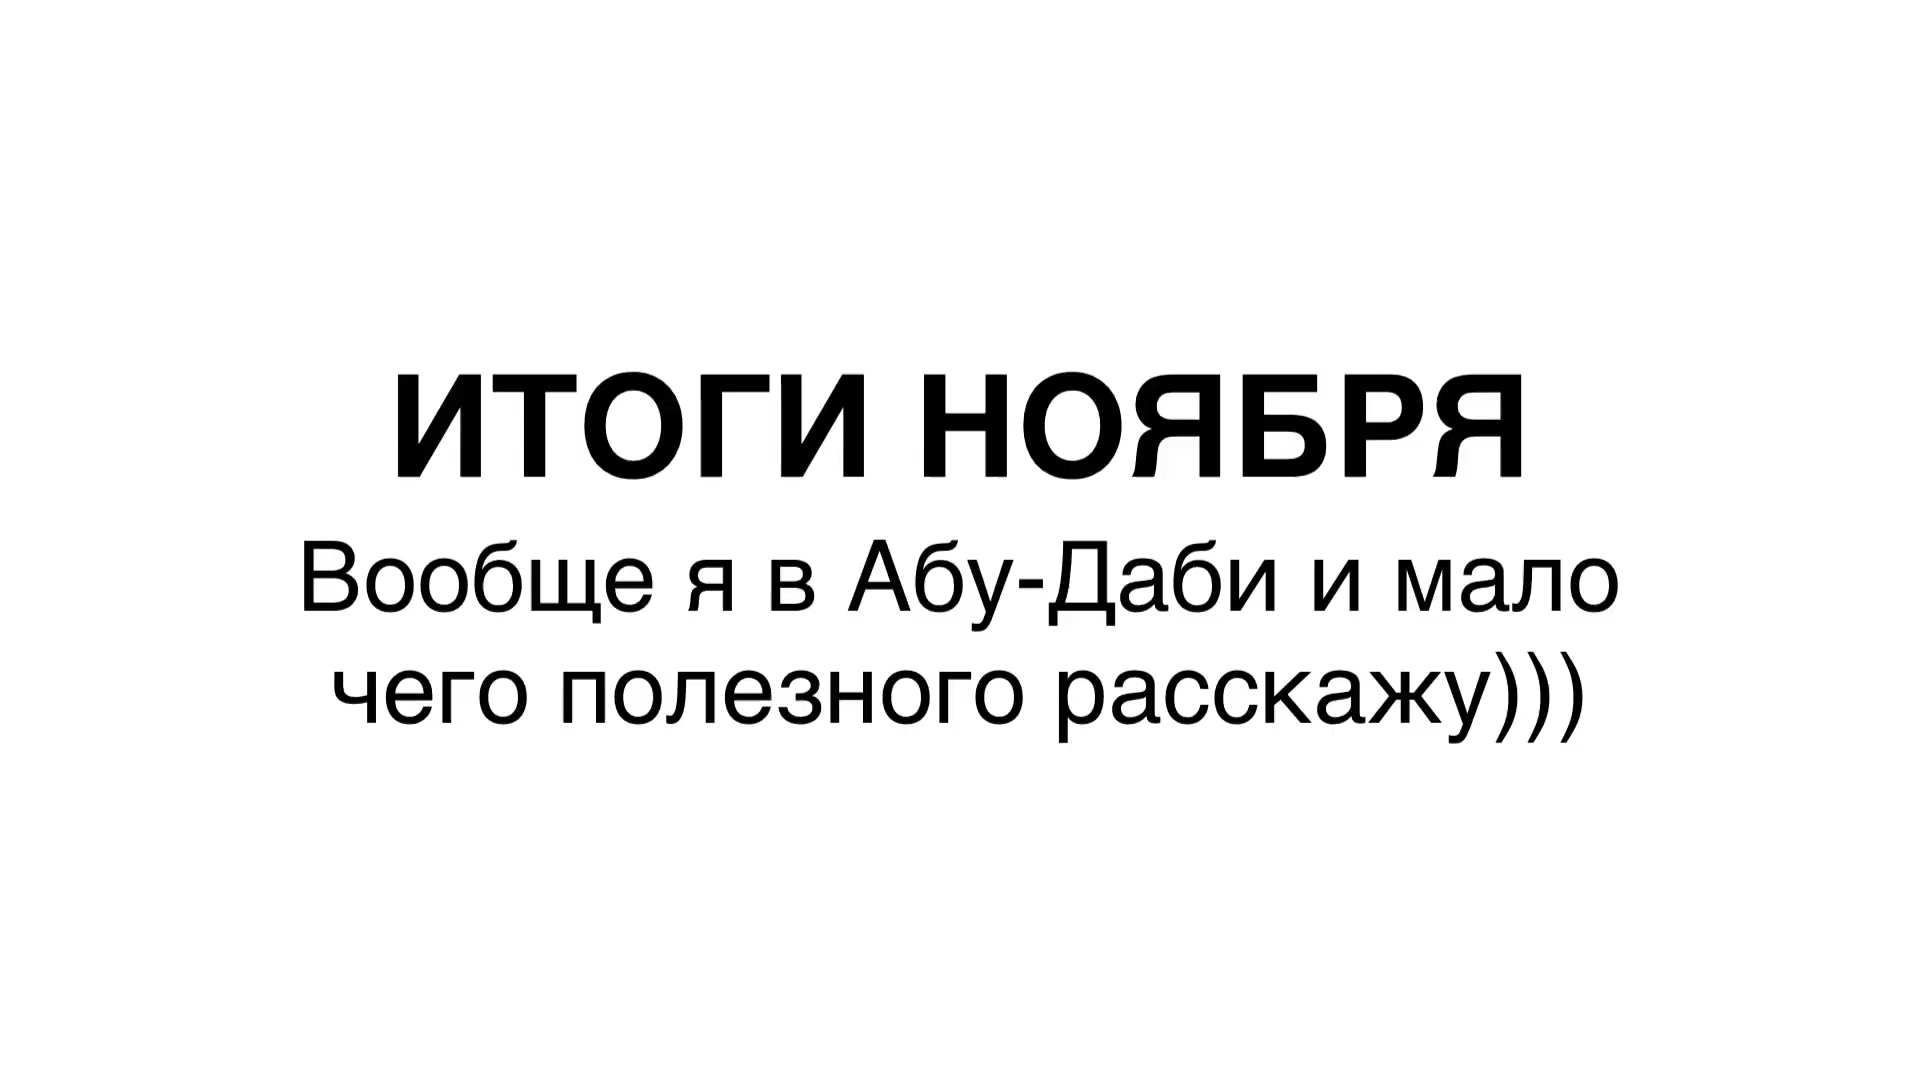 ИТОГИ НОЯБРЯ
Вообще я в Абу-Даби и мало
чего полезного расскажу)))